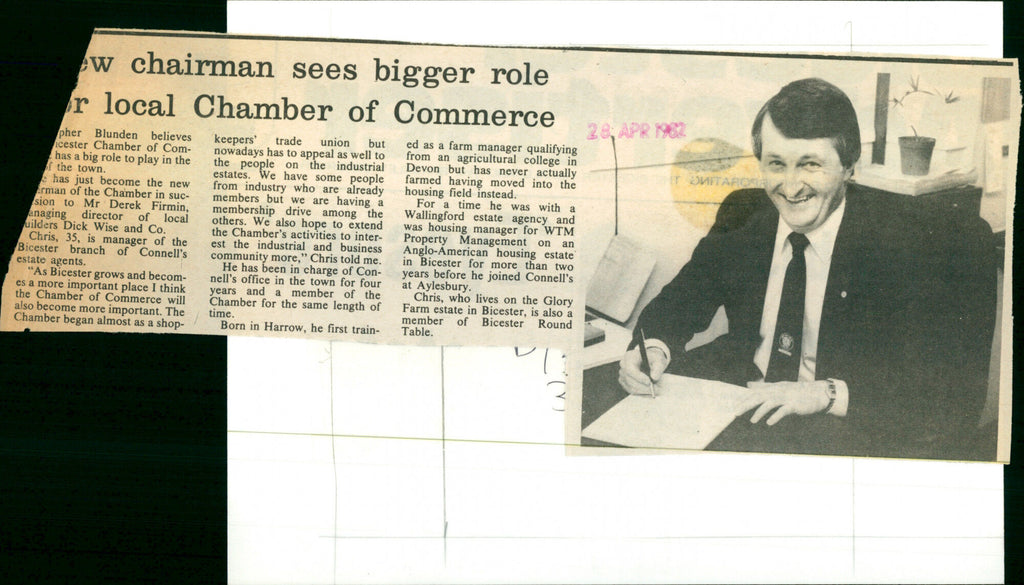 ew chairman sees bigger role
r local Chamber of Commerce
pher Blunden believes
icester Chamber of Com-
has a big role to play in the
of the town.
has just become the new
irman of the Chamber in suc-
sion to Mr Derek Firmin,
anaging director of local
uilders Dick Wise and Co.
Chris, 35, is manager of the
Bicester branch of Connell's
estate agents.
"As Bicester grows and becom-
es a more important place I think
the Chamber of Commerce will
also become more important. The
Chamber began almost as a shop-
keepers' trade union but
nowadays has to appeal as well to
the people on the industrial
estates. We have some people
from industry who are already
members but we are having a
membership drive among the
others. We also hope to extend
the Chamber's activities to inter-
est the industrial and business
community more," Chris told me.
He has been in charge of Con-
nell's office in the town for four
years and a member of the
Chamber for the same length of
time.
Born in Harrow, he first train-
ed as a farm manager qualifying
from an agricultural college in
Devon but has never actually
farmed having moved into the
housing field instead.
For a time he was with a
Wallingford estate agency and
was housing manager for WTM
Property Management on an
Anglo-American housing estate
in Bicester for more than two
years before he joined Connell's
at Aylesbury.
Chris, who lives on the Glory
Farm estate in Bicester, is also a
member of Bicester Round
Table.
28 APR 1982